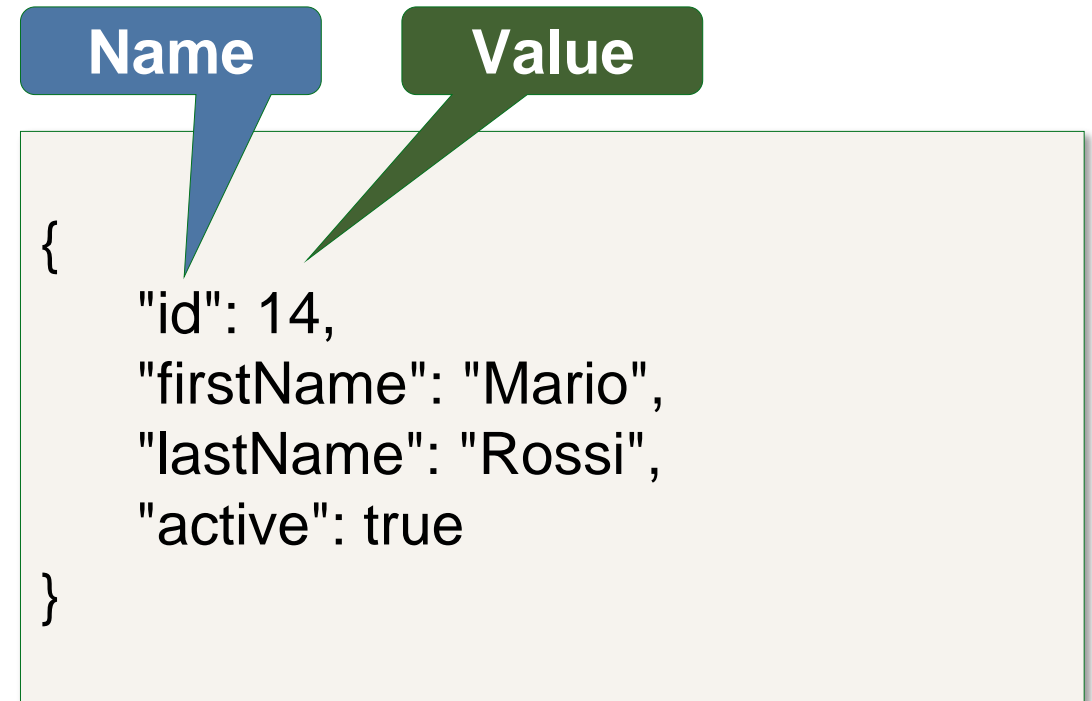 Name
Value
{
"id": 14,
"firstName": "Mario",
"lastName": "Rossi",
"active": true
}